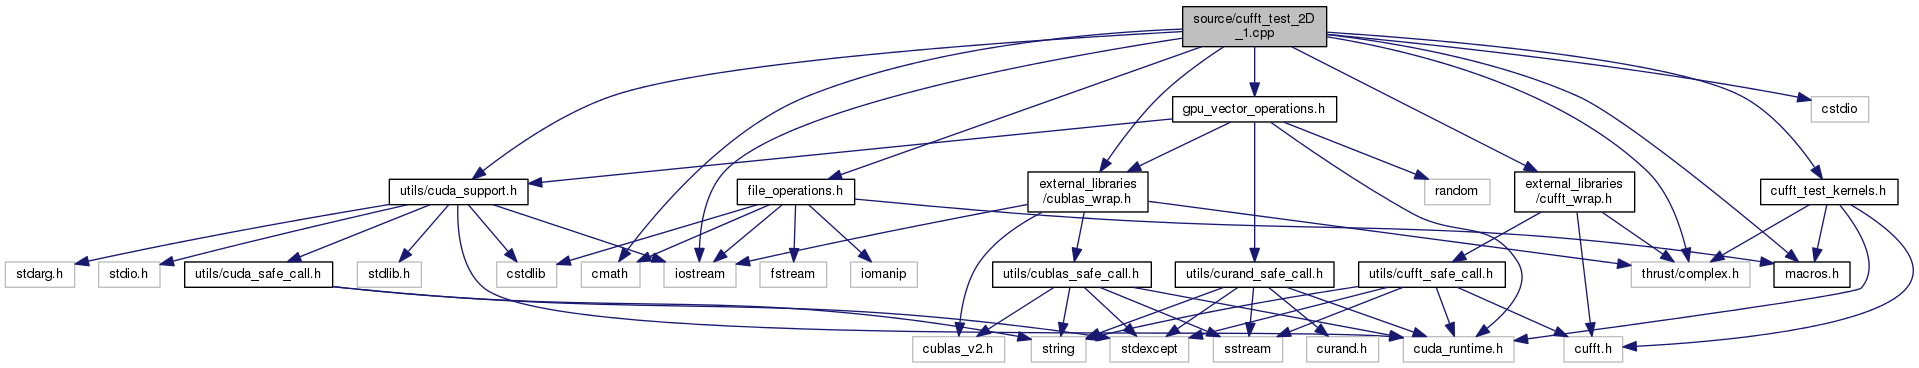 source/cufft_test_2D
_1.cpp
gpu_vector_operations.h
cstdio
utils/cuda_support.h
file_operations.h
external_libraries
/cublas_wrap.h
random
external_libraries
/cufft_wrap.h
cufft_test_kernels.h
stdarg.h
stdio.h
utils/cuda_safe_call.h
stdlib.h
cstdlib
cmath
iostream
fstream
iomanip
utils/cublas_safe_call.h
utils/curand_safe_call.h
utils/cufft_safe_call.h
thrust/complex.h
macros.h
cublas_v2.h
string
stdexcept
sstream
curand.h
cuda_runtime.h
cufft.h